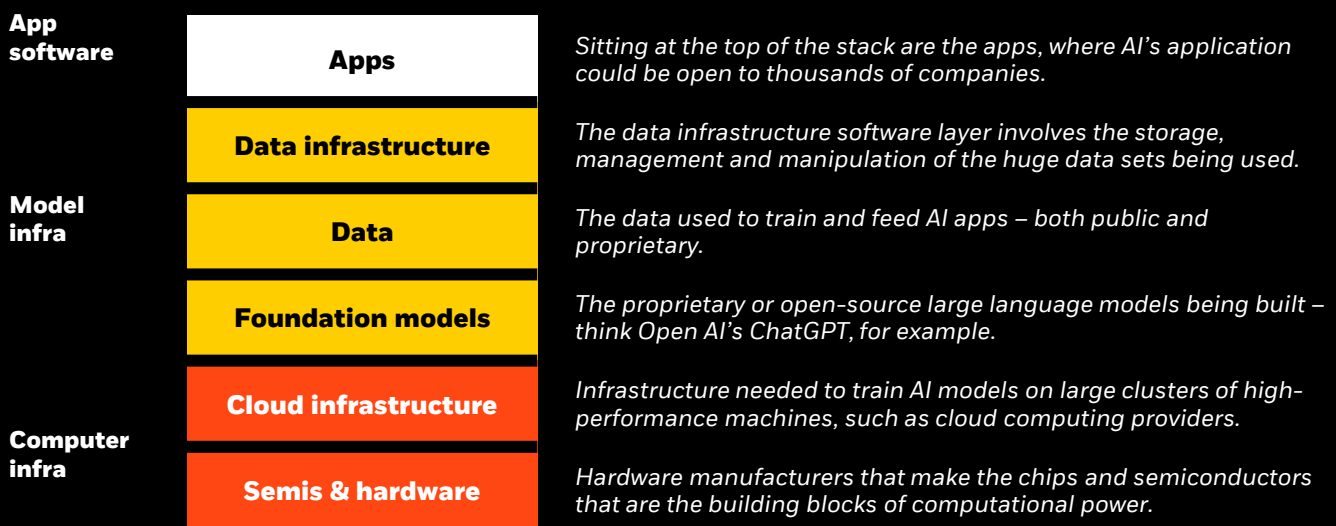 App
software
Apps
Sitting at the top of the stack are the apps, where AI’s application
could be open to thousands of companies.
Data infrastructure
The data infrastructure software layer involves the storage,
management and manipulation of the huge data sets being used.
Model
infra
Data
The data used to train and feed AI apps – both public and
proprietary.
Foundation models
The proprietary or open-source large language models being built –
think Open AI’s ChatGPT, for example.
Cloud infrastructure
Infrastructure needed to train AI models on large clusters of high-
performance machines, such as cloud computing providers.
Computer
infra
Semis & hardware
Hardware manufacturers that make the chips and semiconductors
that are the building blocks of computational power.